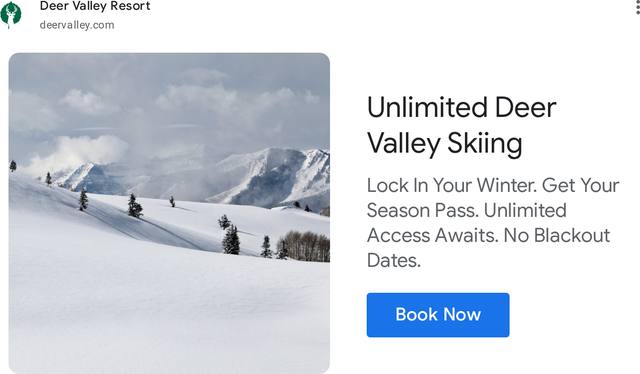 Deer Valley Resort
deervalley.com
Unlimited Deer
Valley Skiing
Lock In Your Winter. Get Your
Season Pass. Unlimited
Access Awaits. No Blackout
Dates.
Book Now